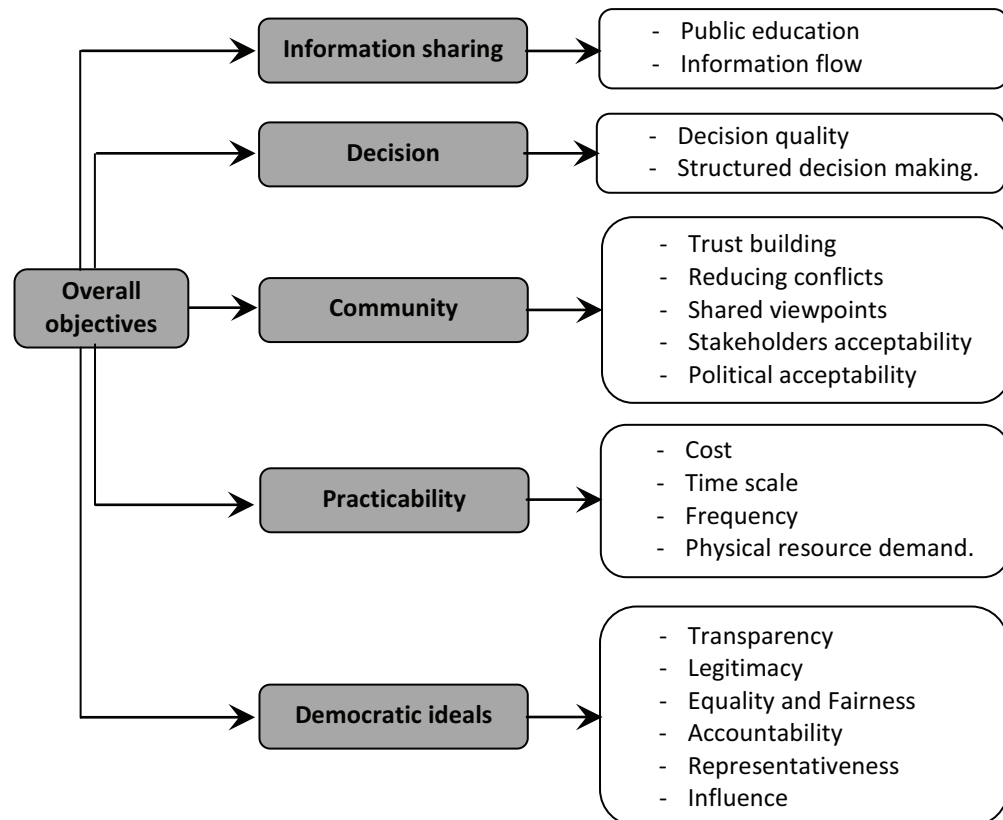 Information sharing
- Public education
- Information flow
Decision
- Decision quality
- Structured decision making.
Overall
objectives
Community
- Trust building
- Reducing conflicts
- Shared viewpoints
- Stakeholders acceptability
- Political acceptability
Practicability
- Cost
- Time scale
- Frequency
- Physical resource demand.
Democratic ideals
- Transparency
- Legitimacy
- Equality and Fairness
- Accountability
- Representativeness
- Influence